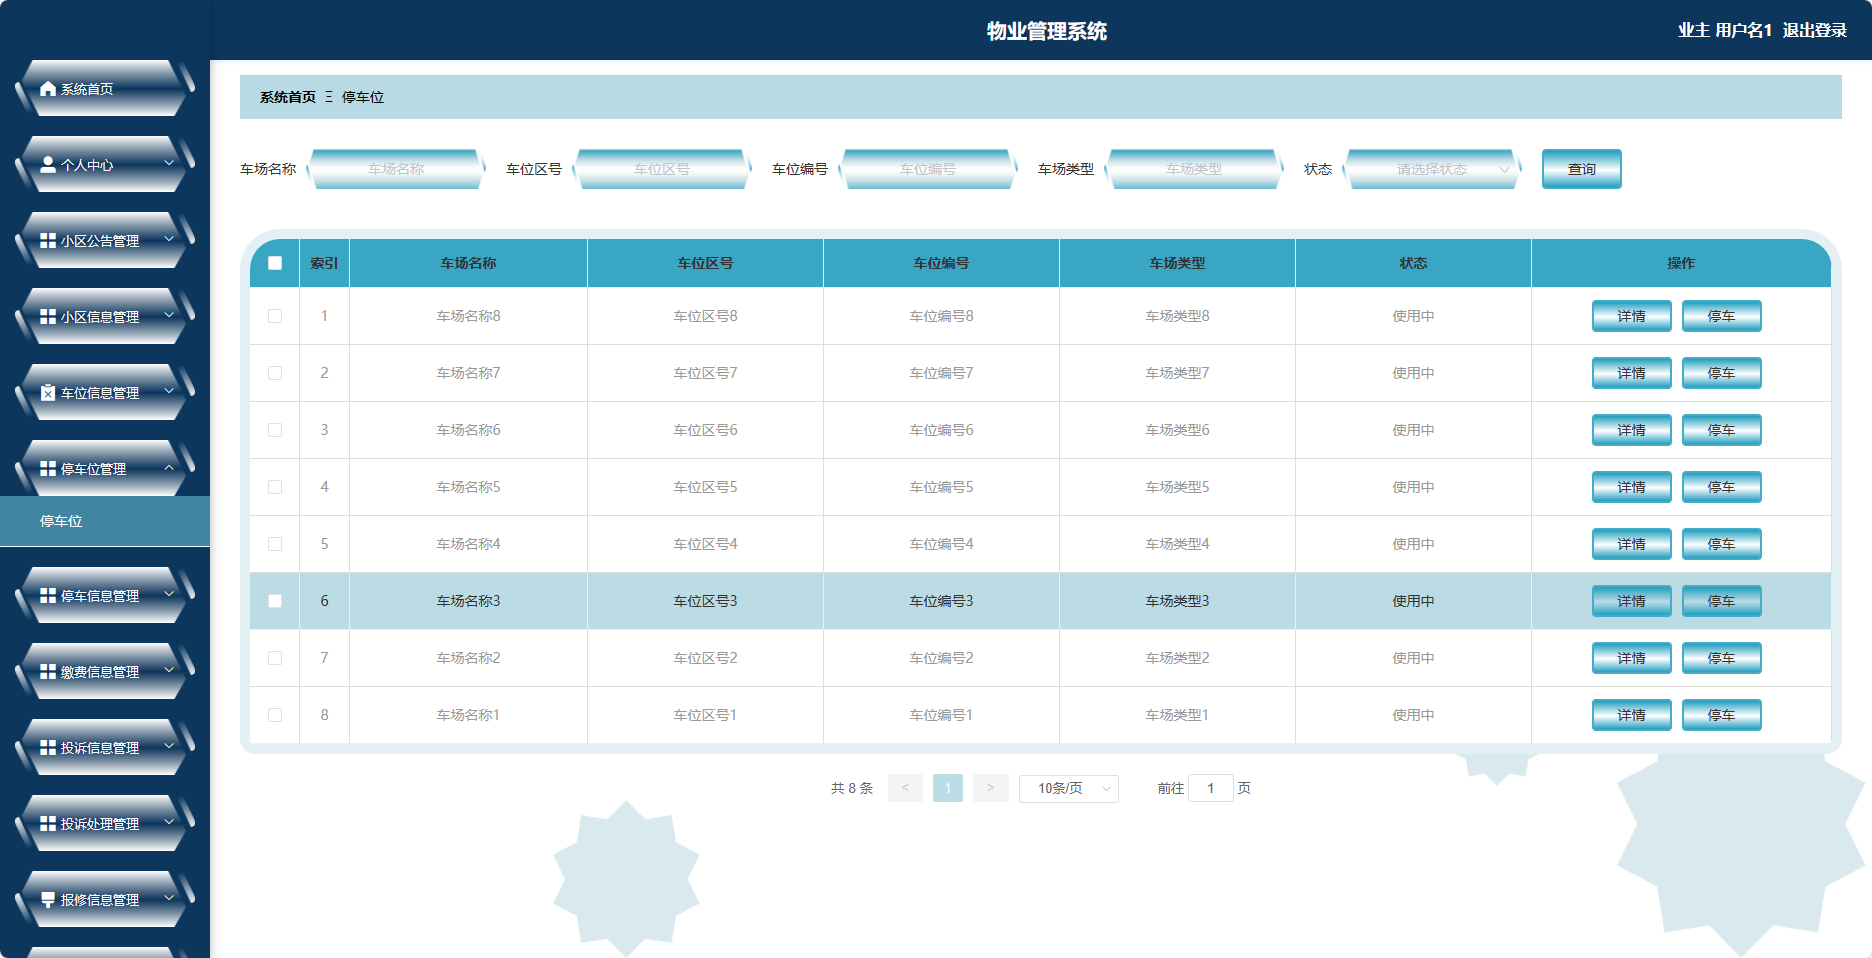 物业管理系统
业主 用户名1 退出登录
系统首页
个人中心
小区公告管理
小区信息管理
车位信息管理
停车位管理
停车位
停车信息管理
缴费信息管理
投诉信息管理
投诉处理管理
报修信息管理
系统首页 Ξ 停车位
车场名称 车场名称 车位区号 车位区号 车位编号 车位编号 车场类型 车场类型 状态 请选择状态 查询
索引 车场名称 车位区号 车位编号 车场类型 状态 操作
1 车场名称8 车位区号8 车位编号8 车场类型8 使用中 详情 停车
2 车场名称7 车位区号7 车位编号7 车场类型7 使用中 详情 停车
3 车场名称6 车位区号6 车位编号6 车场类型6 使用中 详情 停车
4 车场名称5 车位区号5 车位编号5 车场类型5 使用中 详情 停车
5 车场名称4 车位区号4 车位编号4 车场类型4 使用中 详情 停车
6 车场名称3 车位区号3 车位编号3 车场类型3 使用中 详情 停车
7 车场名称2 车位区号2 车位编号2 车场类型2 使用中 详情 停车
8 车场名称1 车位区号1 车位编号1 车场类型1 使用中 详情 停车
共 8 条 < 1 > 10条/页 前往 1 页